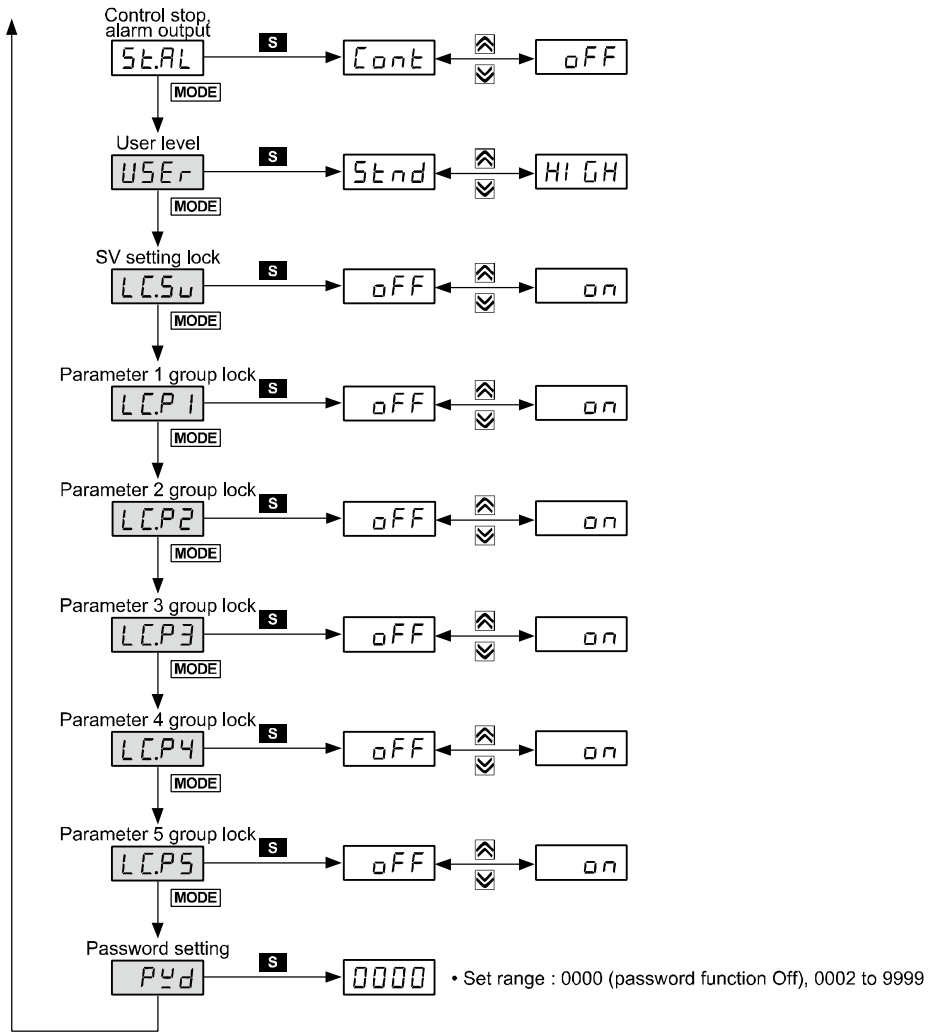 Control stop,
alarm output
St.AL S Cont oFF
MODE
User level
USEr S Stnd HIGH
MODE
SV setting lock
LC.Sv S oFF on
MODE
Parameter 1 group lock
LC.P1 S oFF on
MODE
Parameter 2 group lock
LC.P2 S oFF on
MODE
Parameter 3 group lock
LC.P3 S oFF on
MODE
Parameter 4 group lock
LC.P4 S oFF on
MODE
Parameter 5 group lock
LC.P5 S oFF on
MODE
Password setting
PWd S 0000 • Set range : 0000 (password function Off), 0002 to 9999